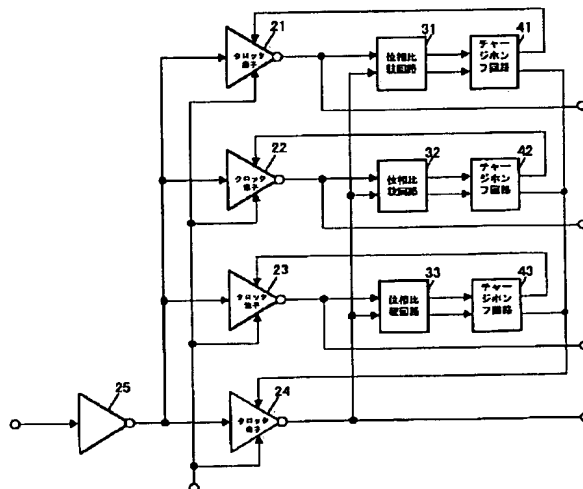 21
クロック
素子
31
位相比
較回路
41
チャー
ジポン
プ回路
22
クロック
素子
32
位相比
較回路
42
チャー
ジポン
プ回路
23
クロック
素子
33
位相比
較回路
43
チャー
ジポン
プ回路
25
24
クロック
素子